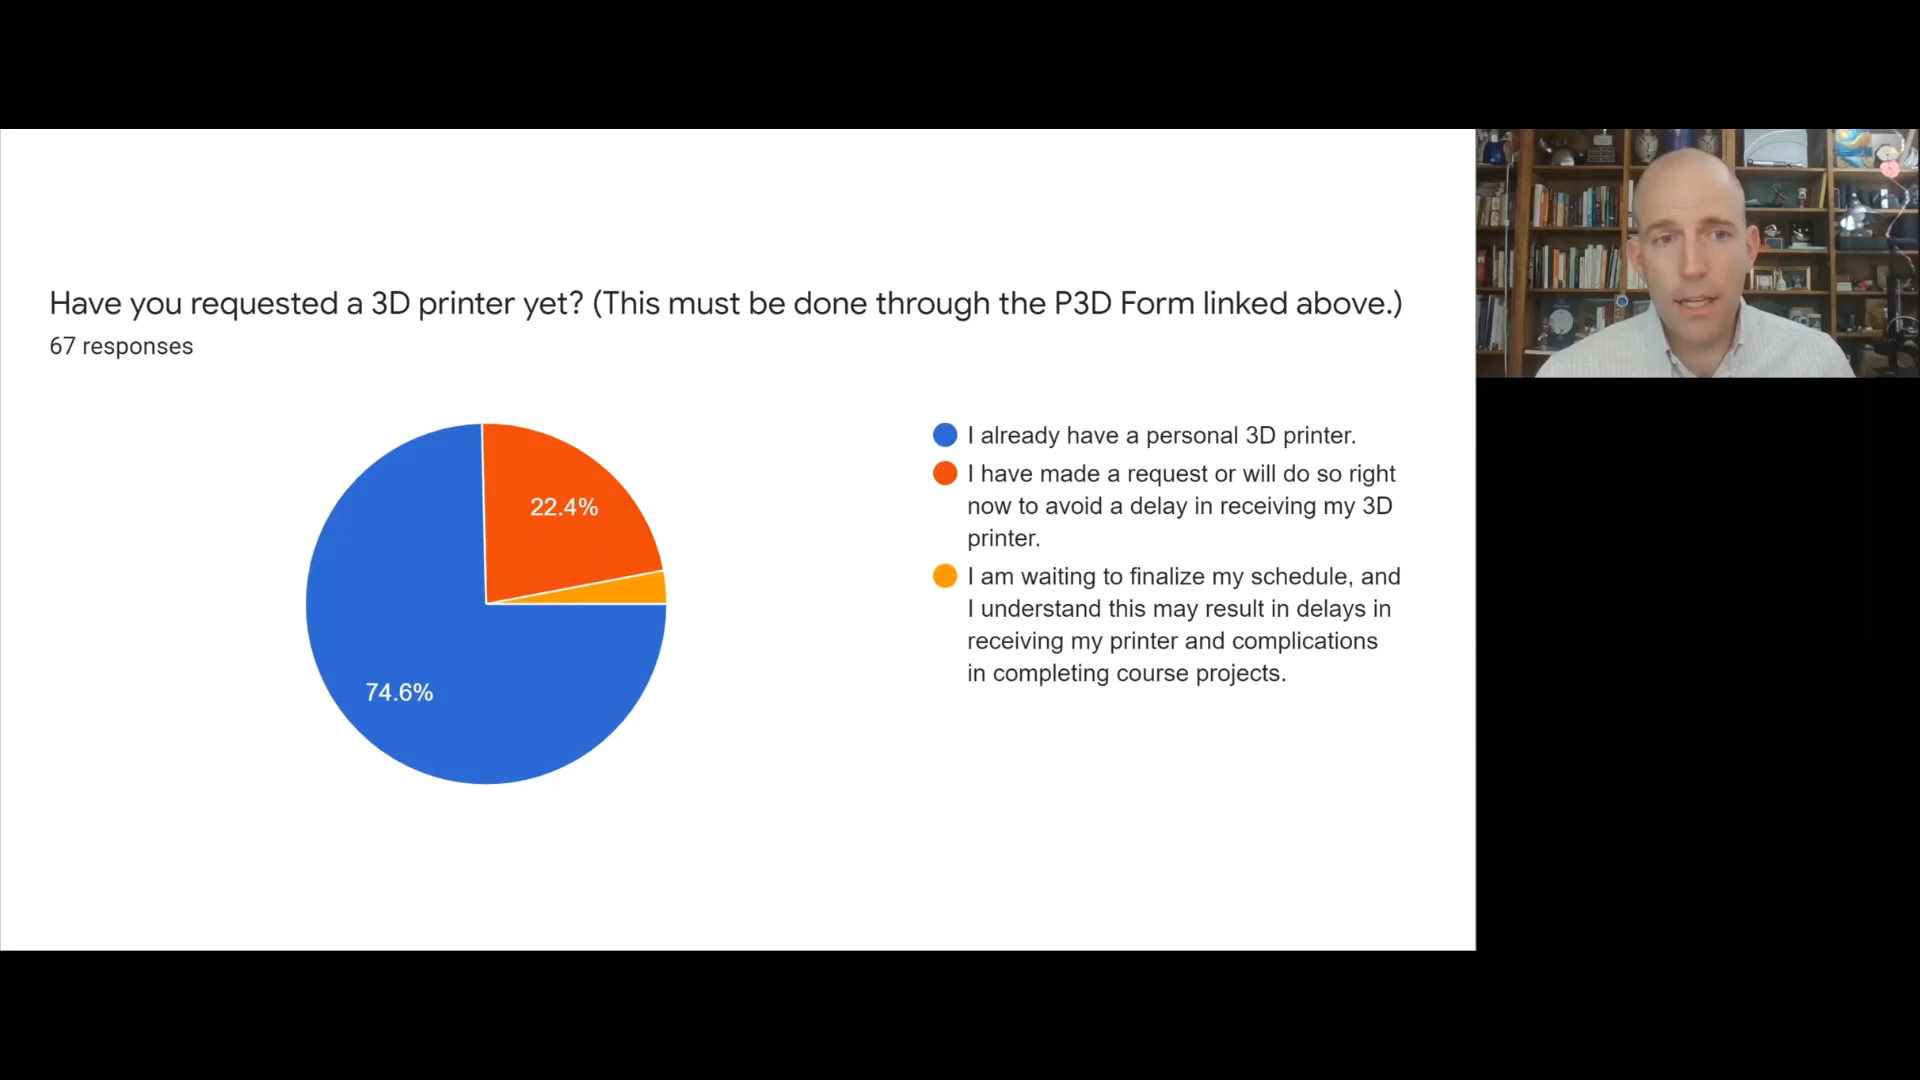 Have you requested a 3D printer yet? (This must be done through the P3D Form linked above.)
67 responses
22.4%
74.6%
I already have a personal 3D printer.
I have made a request or will do so right
now to avoid a delay in receiving my 3D
printer.
I am waiting to finalize my schedule, and
I understand this may result in delays in
receiving my printer and complications
in completing course projects.